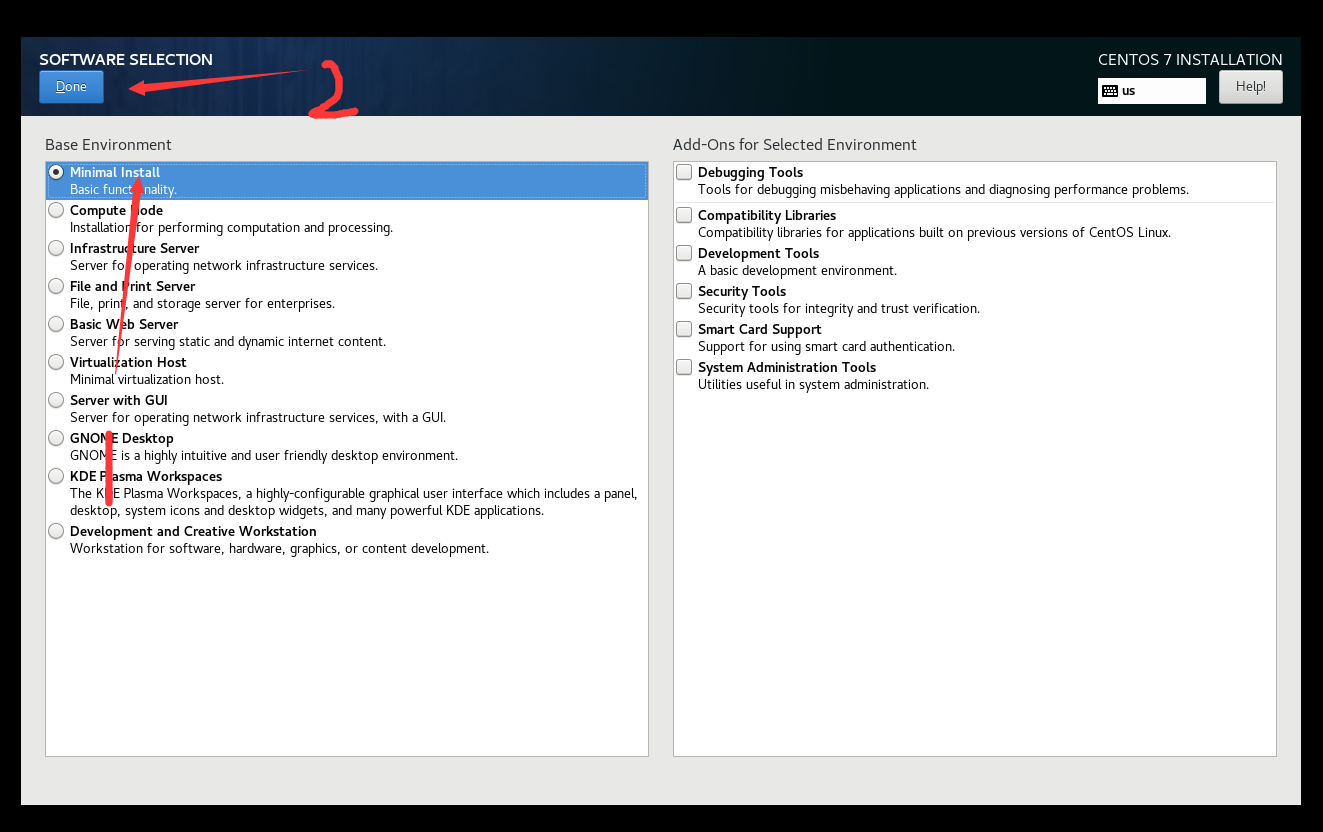 SOFTWARE SELECTION
CENTOS 7 INSTALLATION
Done
2
us
Help!
Base Environment
Minimal Install
Basic functionality.
Compute Node
Installation for performing computation and processing.
Infrastructure Server
Server for operating network infrastructure services.
File and Print Server
File, print, and storage server for enterprises.
Basic Web Server
Server for serving static and dynamic internet content.
Virtualization Host
Minimal virtualization host.
Server with GUI
Server for operating network infrastructure services, with a GUI.
GNOME Desktop
GNOME is a highly intuitive and user friendly desktop environment.
KDE Plasma Workspaces
The KDE Plasma Workspaces, a highly-configurable graphical user interface which includes a panel,
desktop, system icons and desktop widgets, and many powerful KDE applications.
Development and Creative Workstation
Workstation for software, hardware, graphics, or content development.
1
Add-Ons for Selected Environment
Debugging Tools
Tools for debugging misbehaving applications and diagnosing performance problems.
Compatibility Libraries
Compatibility libraries for applications built on previous versions of CentOS Linux.
Development Tools
A basic development environment.
Security Tools
Security tools for integrity and trust verification.
Smart Card Support
Support for using smart card authentication.
System Administration Tools
Utilities useful in system administration.